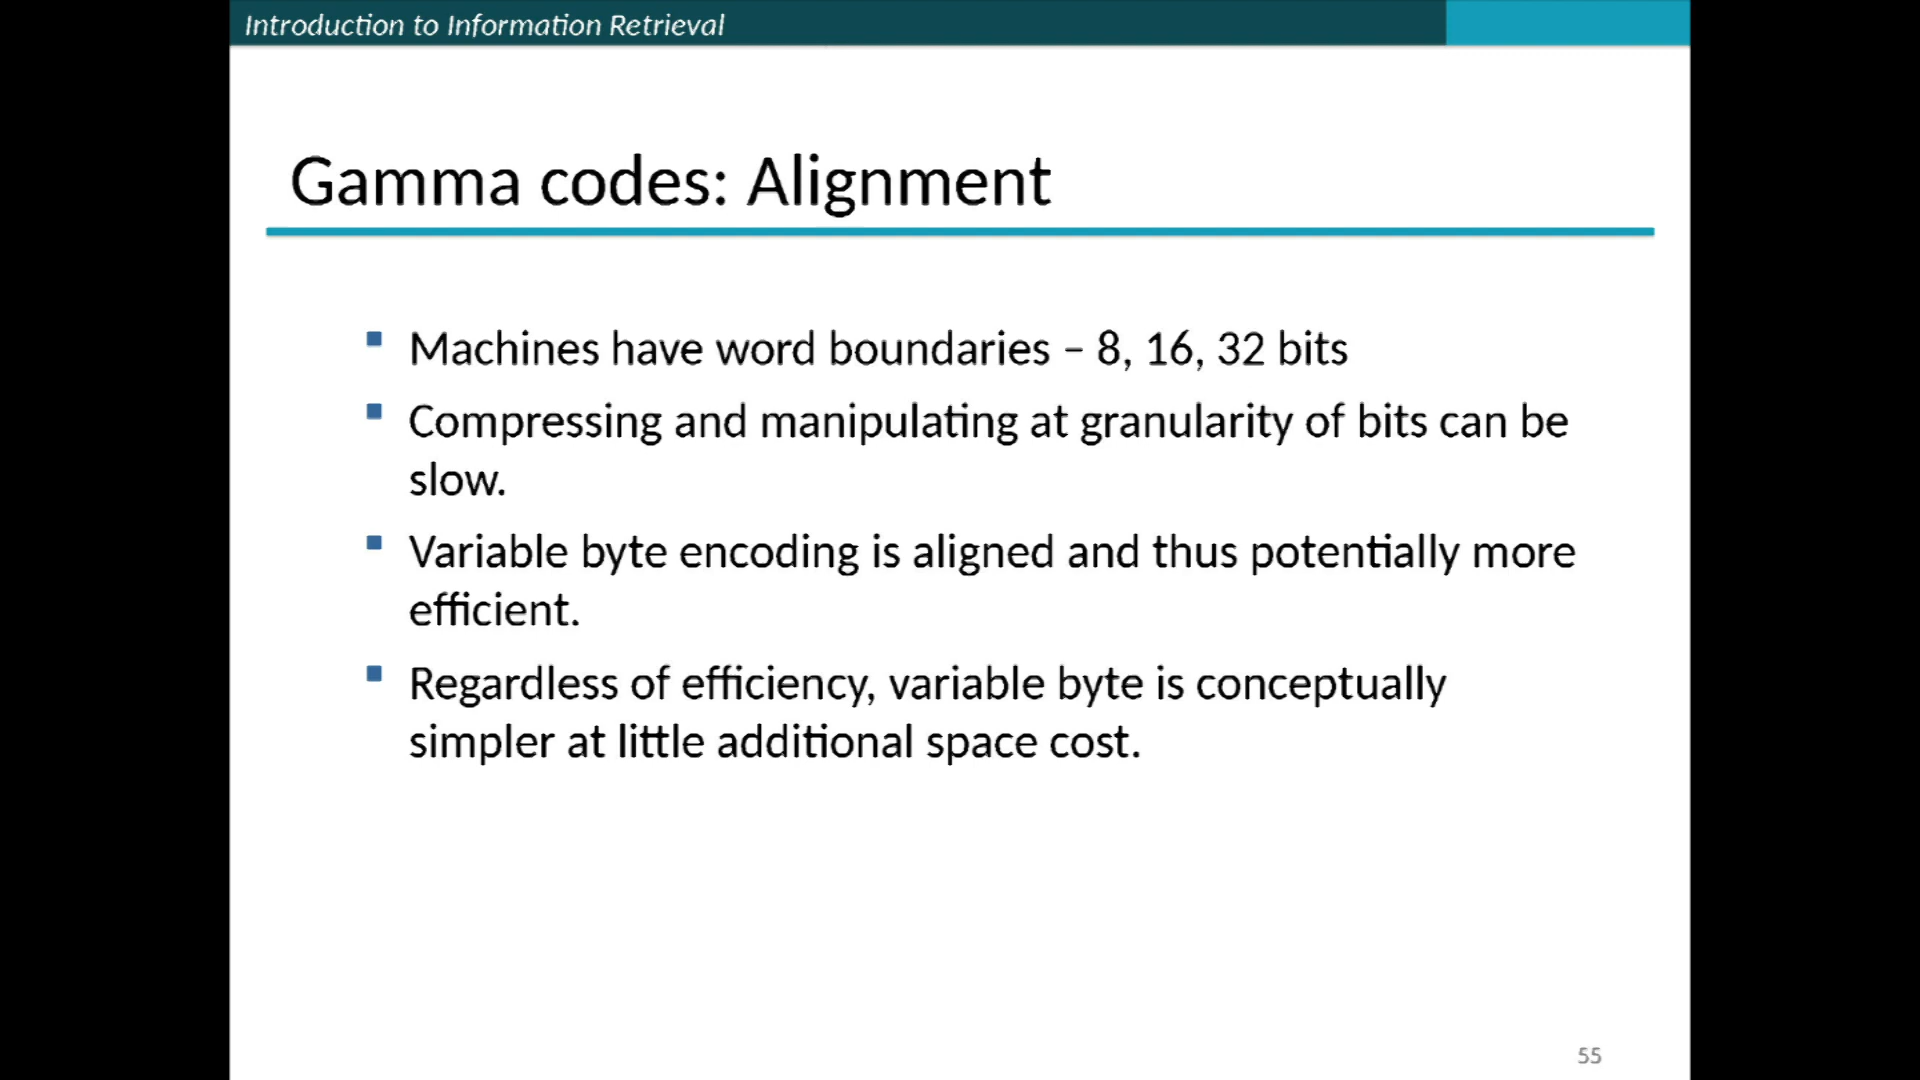 Introduction to Information Retrieval
Gamma codes: Alignment
Machines have word boundaries – 8, 16, 32 bits
Compressing and manipulating at granularity of bits can be
slow.
Variable byte encoding is aligned and thus potentially more
efficient.
Regardless of efficiency, variable byte is conceptually
simpler at little additional space cost.
55